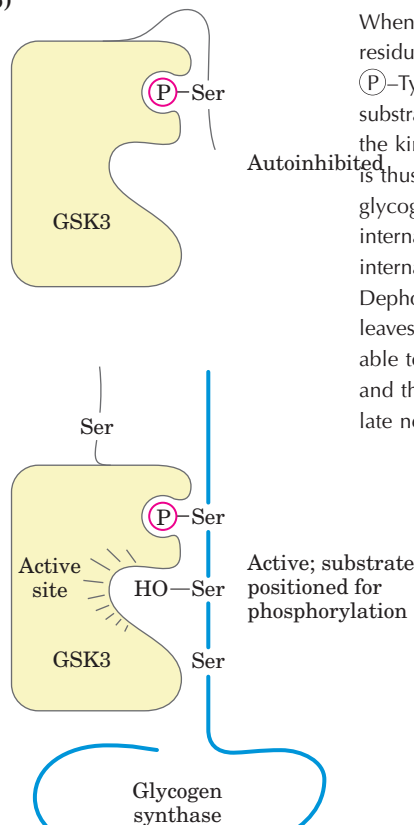 )
P–Ser
GSK3
Autoinhibited
When
residu
P–Ty
substra
the kin
is thus
glycog
interna
interna
Depho
leaves
able to
and th
late ne
Ser
P–Ser
Active
site
HO—Ser
GSK3
Ser
Active; substrate
positioned for
phosphorylation
Glycogen
synthase